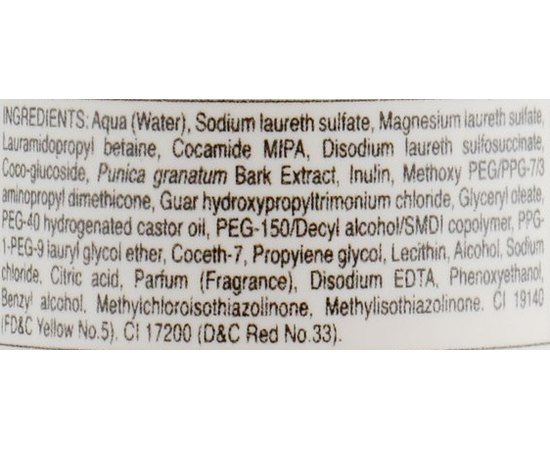 INGREDIENTS: Aqua (Water), Sodium laureth sulfate, Magnesium laureth sulfate,
Lauramidopropyl betaine, Cocamide MIPA, Disodium laureth sulfosuccinate,
Coco-glucoside, Punica granatum Bark Extract, Inulin, Methoxy PEG/PPG-7/3
aminopropyl dimethicone, Guar hydroxypropyltrimonium chloride, Glyceryl oleate,
PEG-40 hydrogenated castor oil, PEG-150/Decyl alcohol/SMDI copolymer, PPG-
1-PEG-9 lauryl glycol ether, Coceth-7, Propylene glycol, Lecithin, Alcohol, Sodium
chloride, Citric acid, Parfum (Fragrance), Disodium EDTA, Phenoxyethanol,
Benzyl alcohol, Methylchloroisothiazolinone, Methylisothiazolinone. CI 19140
(FD&C Yellow No.5). CI 17200 (D&C Red No.33).